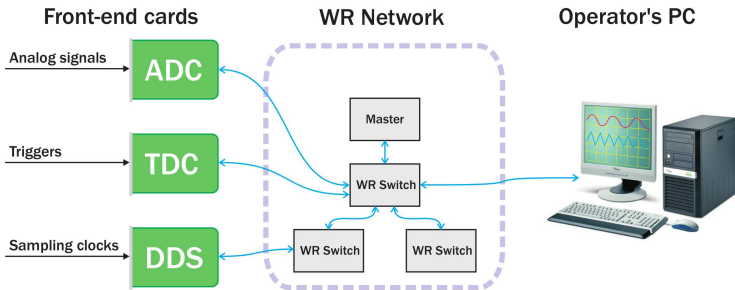 Front-end cards
WR Network
Operator's PC
Analog signals
ADC
Master
Triggers
TDC
WR Switch
Sampling clocks
DDS
WR Switch
WR Switch